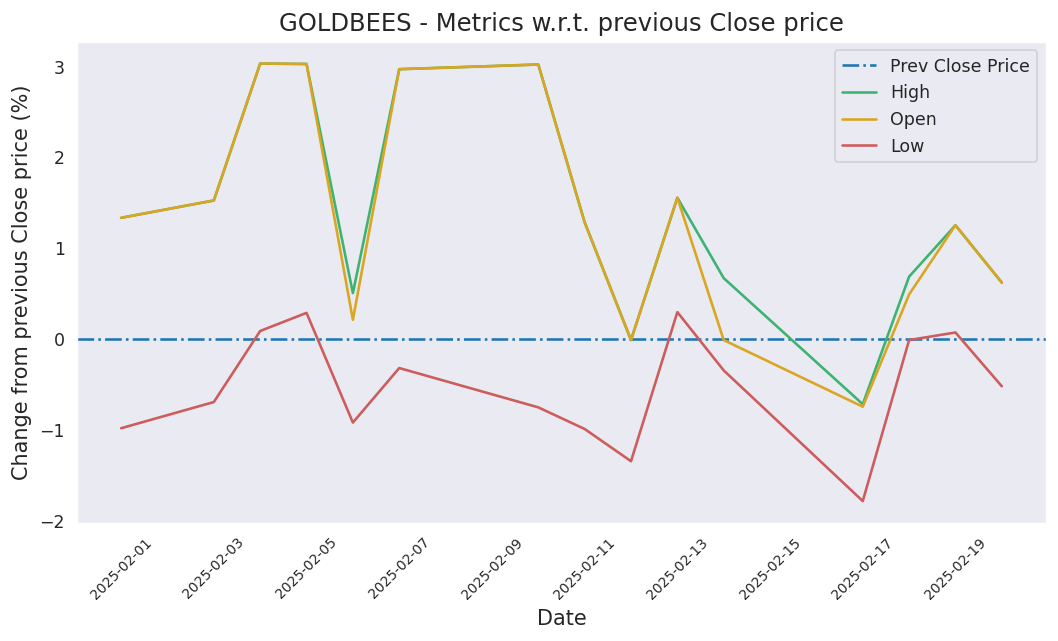 GOLDBEES - Metrics w.r.t. previous Close price
Change from previous Close price (%)
3
2
1
0
−1
−2
Prev Close Price
High
Open
Low
2025-02-01
2025-02-03
2025-02-05
2025-02-07
2025-02-09
2025-02-11
2025-02-13
2025-02-15
2025-02-17
2025-02-19
Date